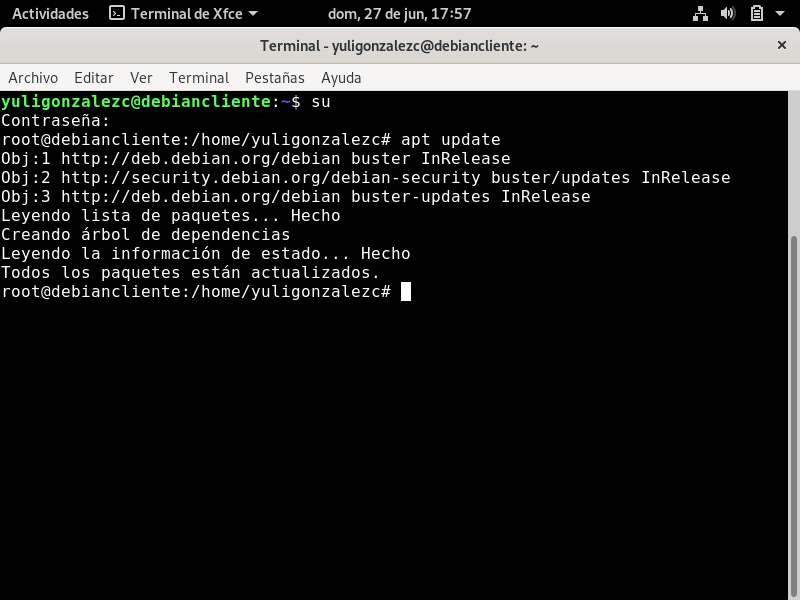 Actividades Terminal de Xfce dom, 27 de jun, 17:57
Terminal - yuligonzalezc@debiancliente: ~
Archivo Editar Ver Terminal Pestañas Ayuda
yuligonzalezc@debiancliente:~$ su
Contraseña:
root@debiancliente:/home/yuligonzalezc# apt update
Obj:1 http://deb.debian.org/debian buster InRelease
Obj:2 http://security.debian.org/debian-security buster/updates InRelease
Obj:3 http://deb.debian.org/debian buster-updates InRelease
Leyendo lista de paquetes... Hecho
Creando árbol de dependencias
Leyendo la información de estado... Hecho
Todos los paquetes están actualizados.
root@debiancliente:/home/yuligonzalezc#